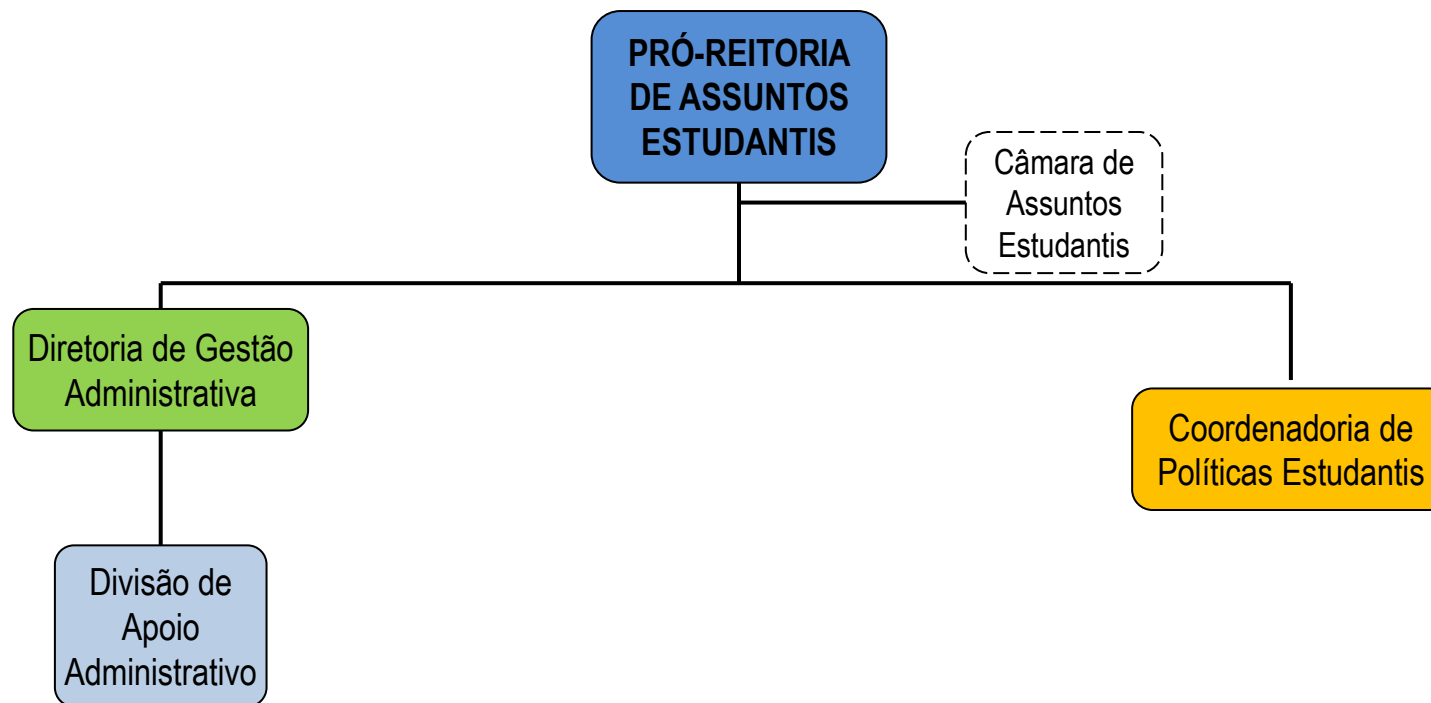 PRÓ-REITORIA
DE ASSUNTOS
ESTUDANTIS
Câmara de
Assuntos
Estudantis
Diretoria de Gestão
Administrativa
Coordenadoria de
Políticas Estudantis
Divisão de
Apoio
Administrativo